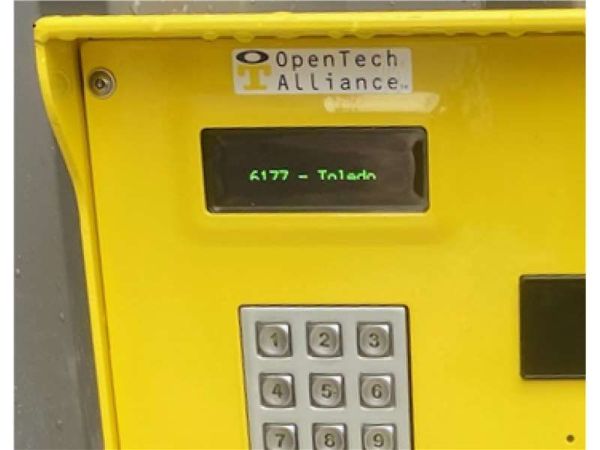 OpenTech
Alliance
6177 - Toledo
1 2 3
4 5 6
7 8 9